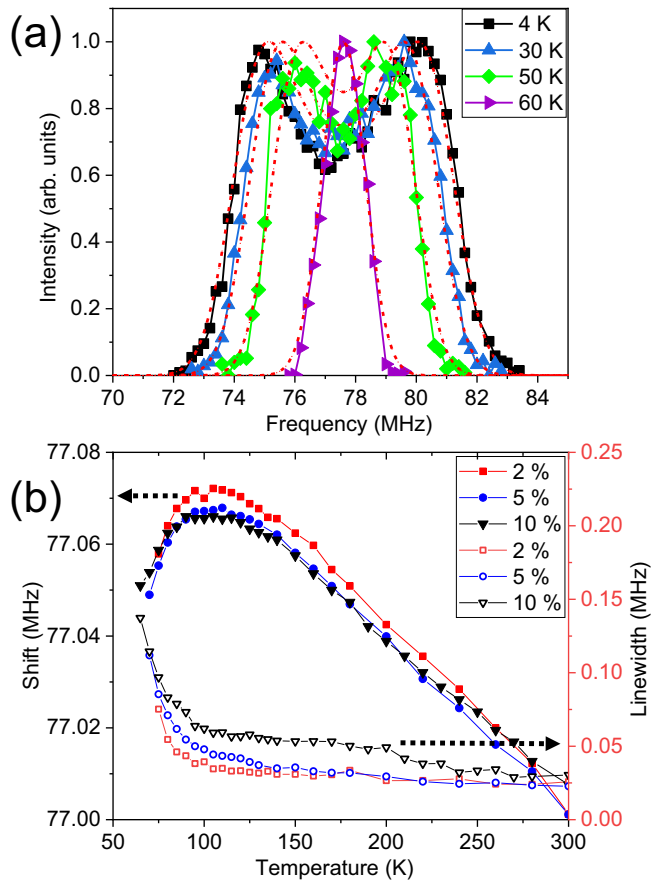 (a)
4 K
30 K
50 K
60 K
1.0
0.8
0.6
0.4
0.2
0.0
Intensity (arb. units)
70 72 74 76 78 80 82 84
Frequency (MHz)
(b)
77.08
77.06
77.04
77.02
77.00
Shift (MHz)
2 %
5 %
10 %
2 %
5 %
10 %
0.25
0.20
0.15
0.10
0.05
0.00
Linewidth (MHz)
50 100 150 200 250 300
Temperature (K)